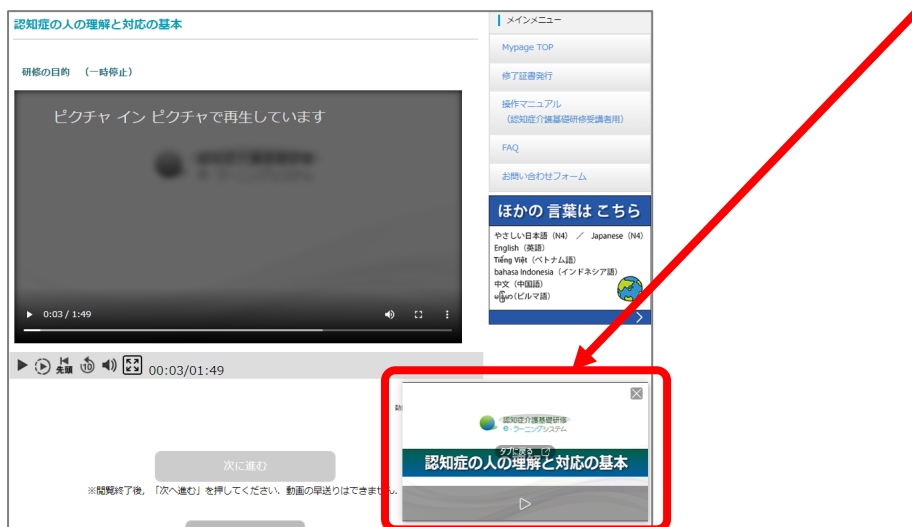 認知症の人の理解と対応の基本
研修の目的 （一時停止）
ピクチャ イン ピクチャで再生しています
0:03 / 1:49
先頭
10
00:03/01:49
次に進む
※閲覧終了後，「次へ進む」を押してください．動画の早送りはできません．
メインメニュー
Mypage TOP
修了証書発行
操作マニュアル
（認知症介護基礎研修受講者用）
FAQ
お問い合わせフォーム
ほかの 言葉は こちら
やさしい日本語（N4） ／ Japanese（N4）
English（英語）
Tiếng Việt（ベトナム語）
bahasa Indonesia（インドネシア語）
中文（中国語）
မြန်မာ(ビルマ語)
認知症介護基礎研修
e-ラーニングシステム
タブに戻る
認知症の人の理解と対応の基本